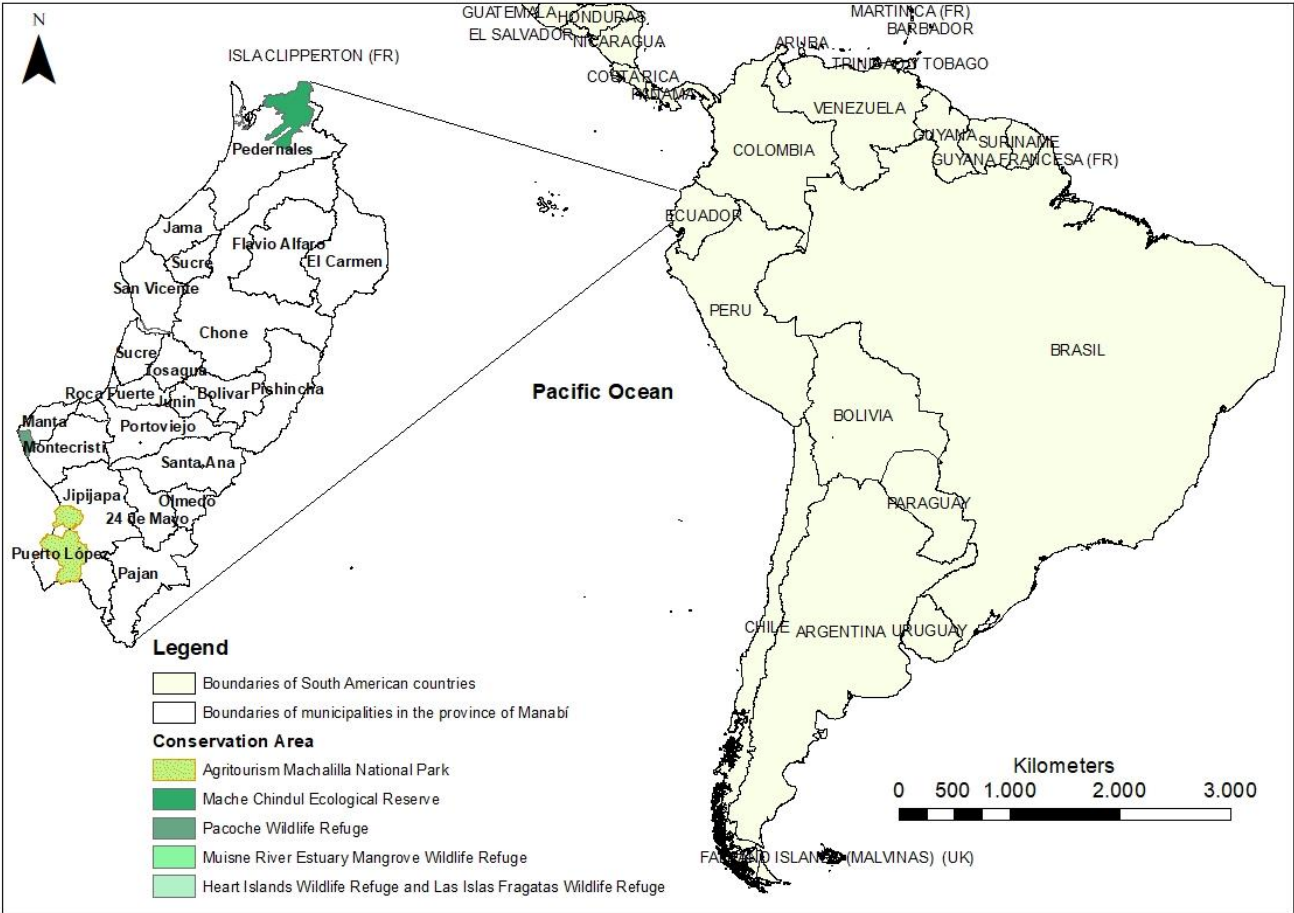 N
ISLA CLIPPERTON (FR)
GUATEMALA
HONDURAS
EL SALVADOR
NICARAGUA
COSTA RICA
PANAMA
MARTINICA (FR)
BARBADOR
ARUBA
TRINIDAD Y TOBAGO
VENEZUELA
GUYANA
SURINAME
GUYANA FRANCESA (FR)
COLOMBIA
ECUADOR
PERU
BRASIL
BOLIVIA
PARAGUAY
CHILE
ARGENTINA
URUGUAY
FALKLAND ISLANDS (MALVINAS) (UK)
Pacific Ocean
Pedernales
Jama
Flavio Alfaro
Sucre
El Carmen
San Vicente
Chone
Sucre
Tosagua
Roca Fuerte
Junin
Bolivar
Pishincha
Manta
Portoviejo
Montecristi
Santa Ana
Jipijapa
Olmedo
24 de Mayo
Puerto López
Pajan
Legend
Boundaries of South American countries
Boundaries of municipalities in the province of Manabí
Conservation Area
Agritourism Machalilla National Park
Mache Chindul Ecological Reserve
Pacoche Wildlife Refuge
Muisne River Estuary Mangrove Wildlife Refuge
Heart Islands Wildlife Refuge and Las Islas Fragatas Wildlife Refuge
Kilometers
0 500 1.000 2.000 3.000